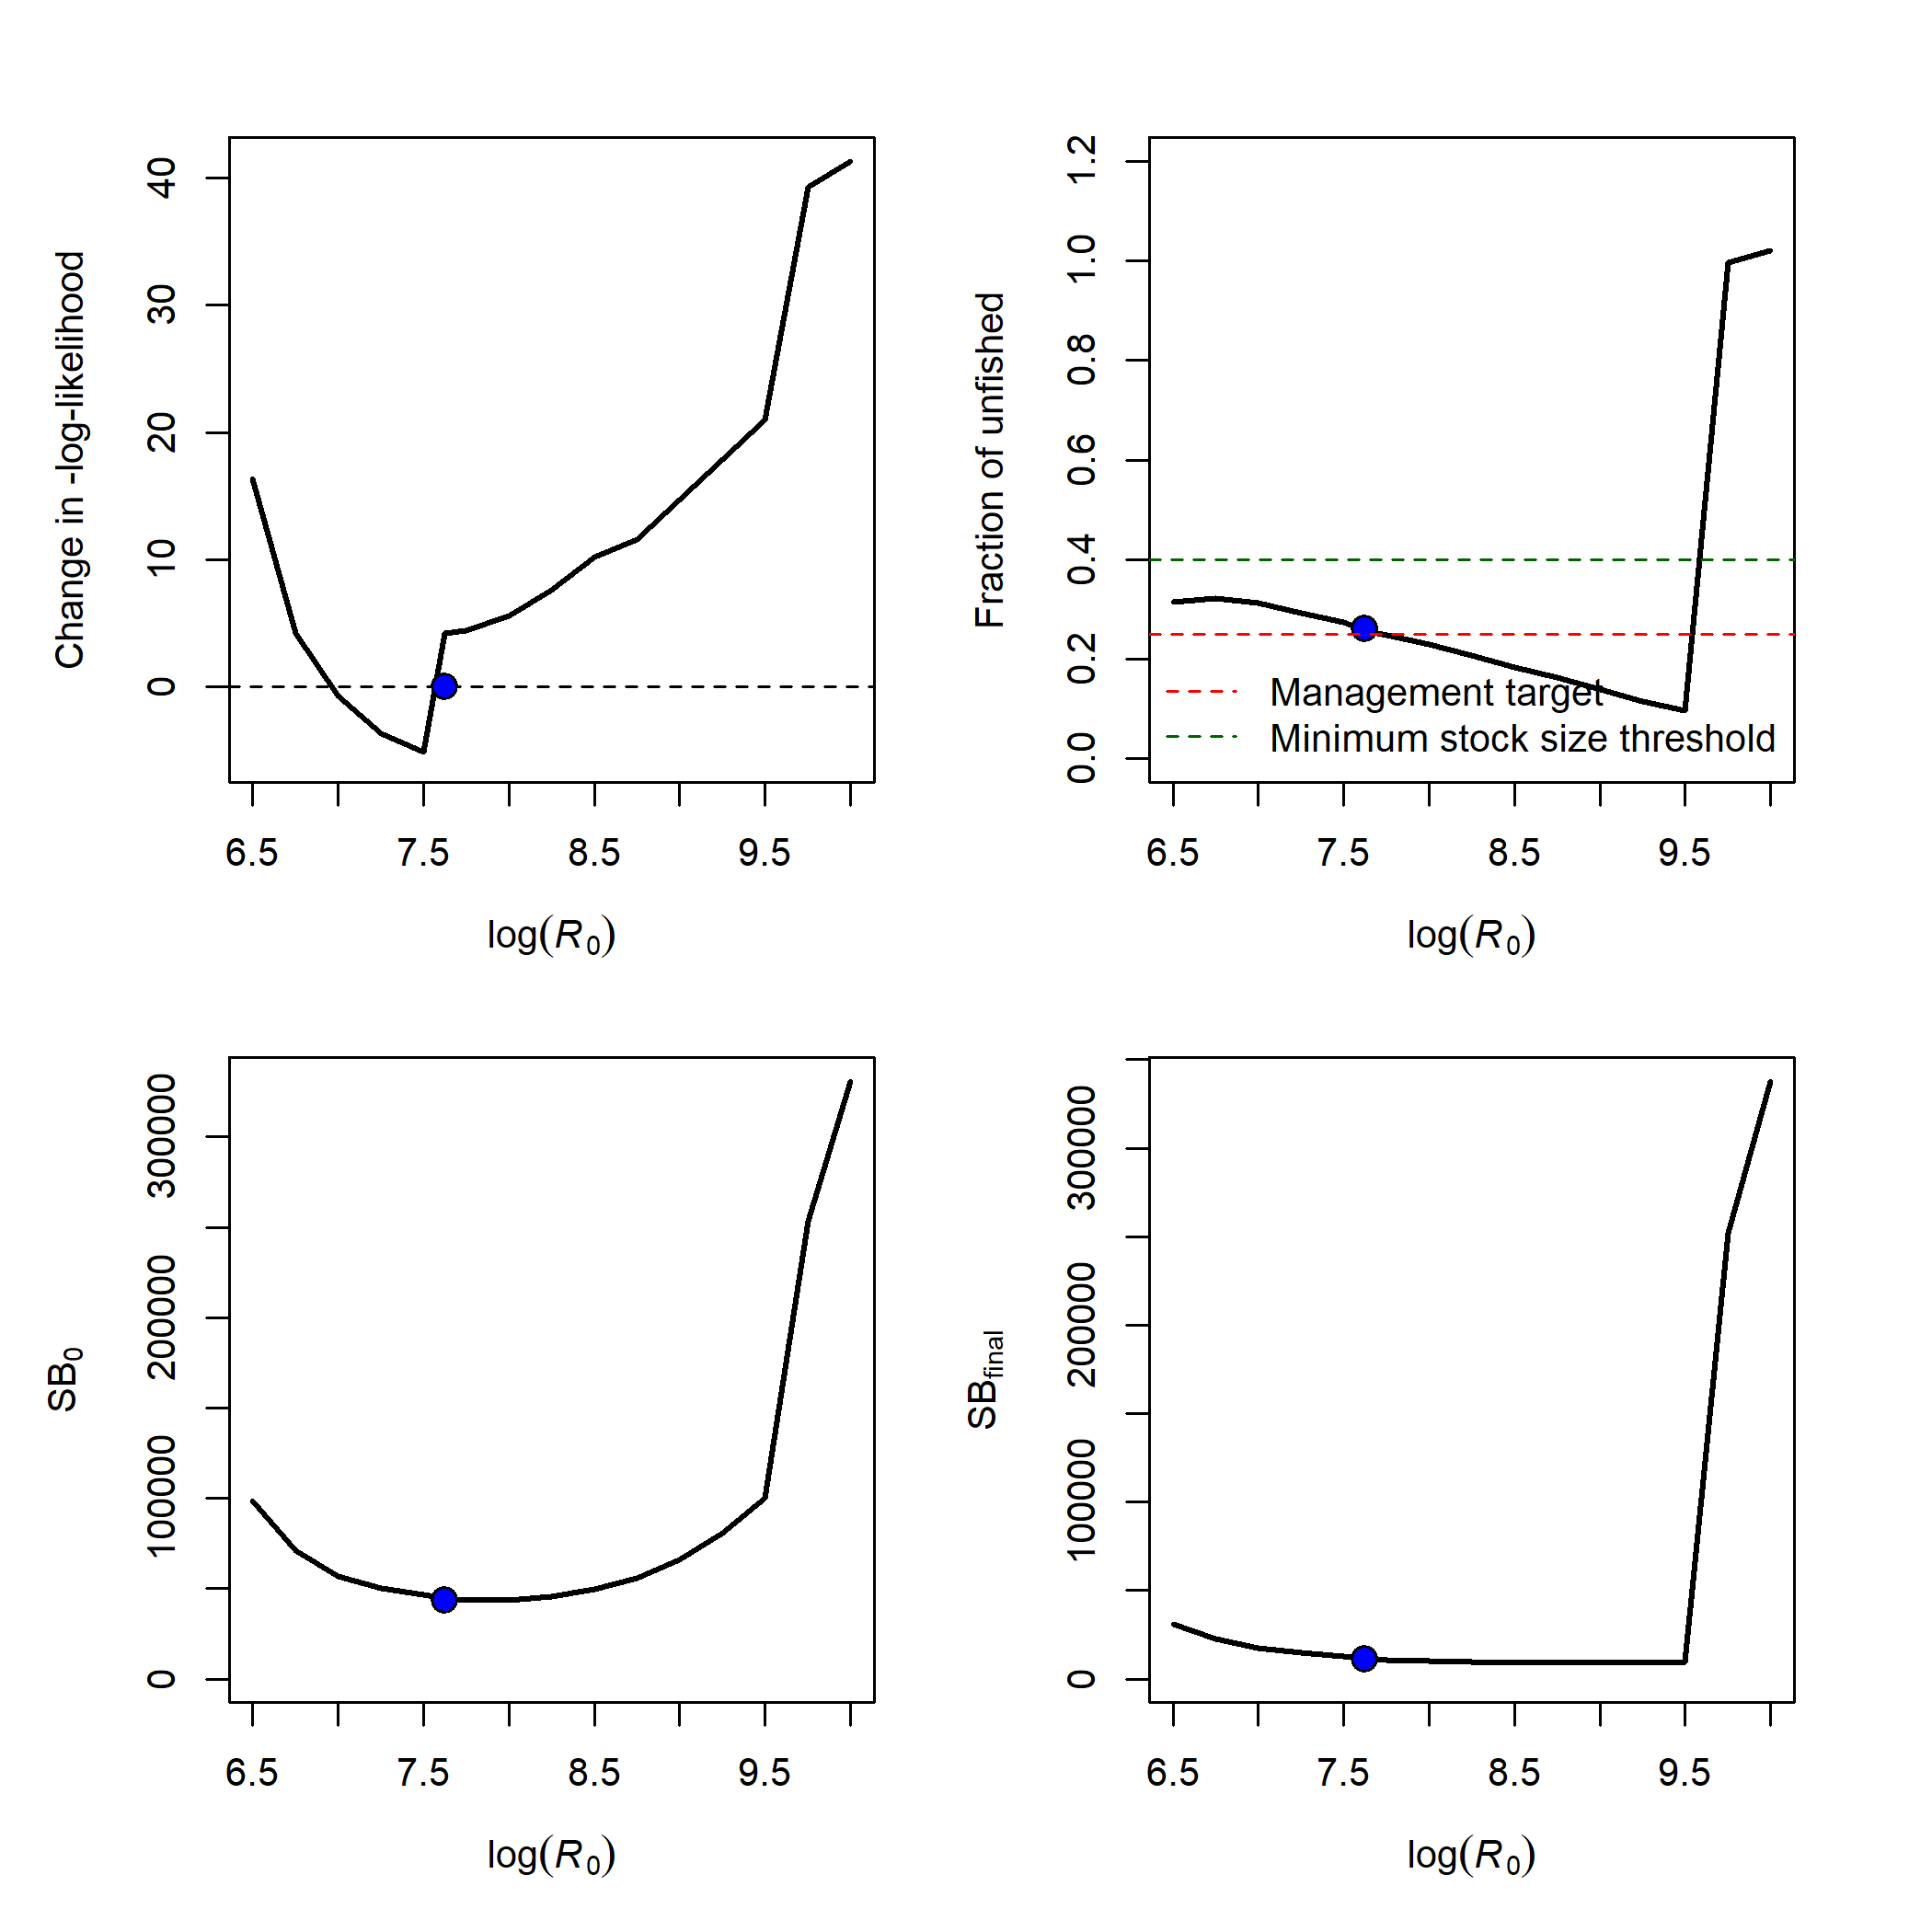 Change in -log-likelihood
0 10 20 30 40
6.5 7.5 8.5 9.5
log(R0)
Fraction of unfished
0.0 0.2 0.4 0.6 0.8 1.0 1.2
Management target
Minimum stock size threshold
6.5 7.5 8.5 9.5
log(R0)
SB0
0 100000 200000 300000
6.5 7.5 8.5 9.5
log(R0)
SBfinal
0 100000 200000 300000
6.5 7.5 8.5 9.5
log(R0)